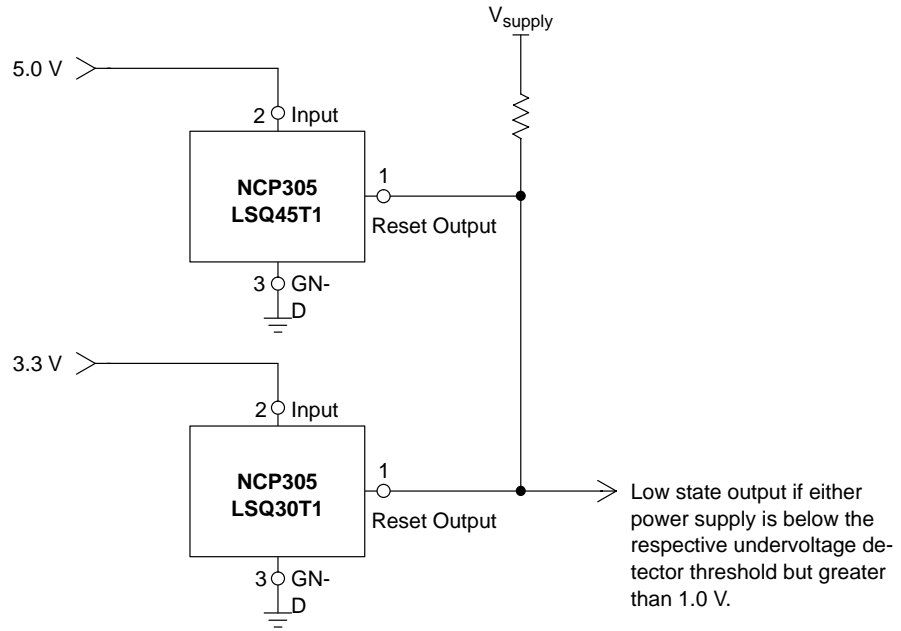 Vsupply
5.0 V
2 Input
NCP305
LSQ45T1
1
Reset Output
3 GN-
D
3.3 V
2 Input
NCP305
LSQ30T1
1
Reset Output
3 GN-
D
Low state output if either
power supply is below the
respective undervoltage de-
tector threshold but greater
than 1.0 V.